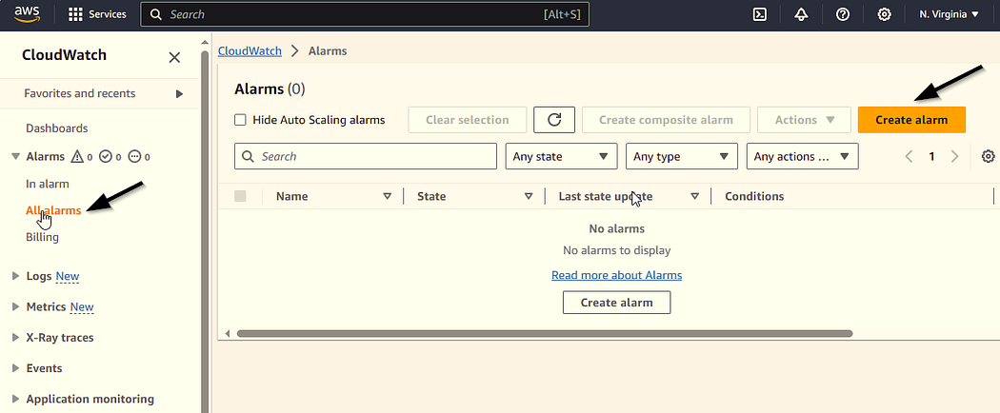 aws
Services
Search
[Alt+S]
N. Virginia
CloudWatch
Favorites and recents
Dashboards
Alarms 0 0 0
In alarm
All alarms
Billing
Logs New
Metrics New
X-Ray traces
Events
Application monitoring
CloudWatch > Alarms
Alarms (0)
Hide Auto Scaling alarms
Clear selection
Create composite alarm
Actions
Create alarm
Search
Any state
Any type
Any actions ...
1
Name
State
Last state update
Conditions
No alarms
No alarms to display
Read more about Alarms
Create alarm